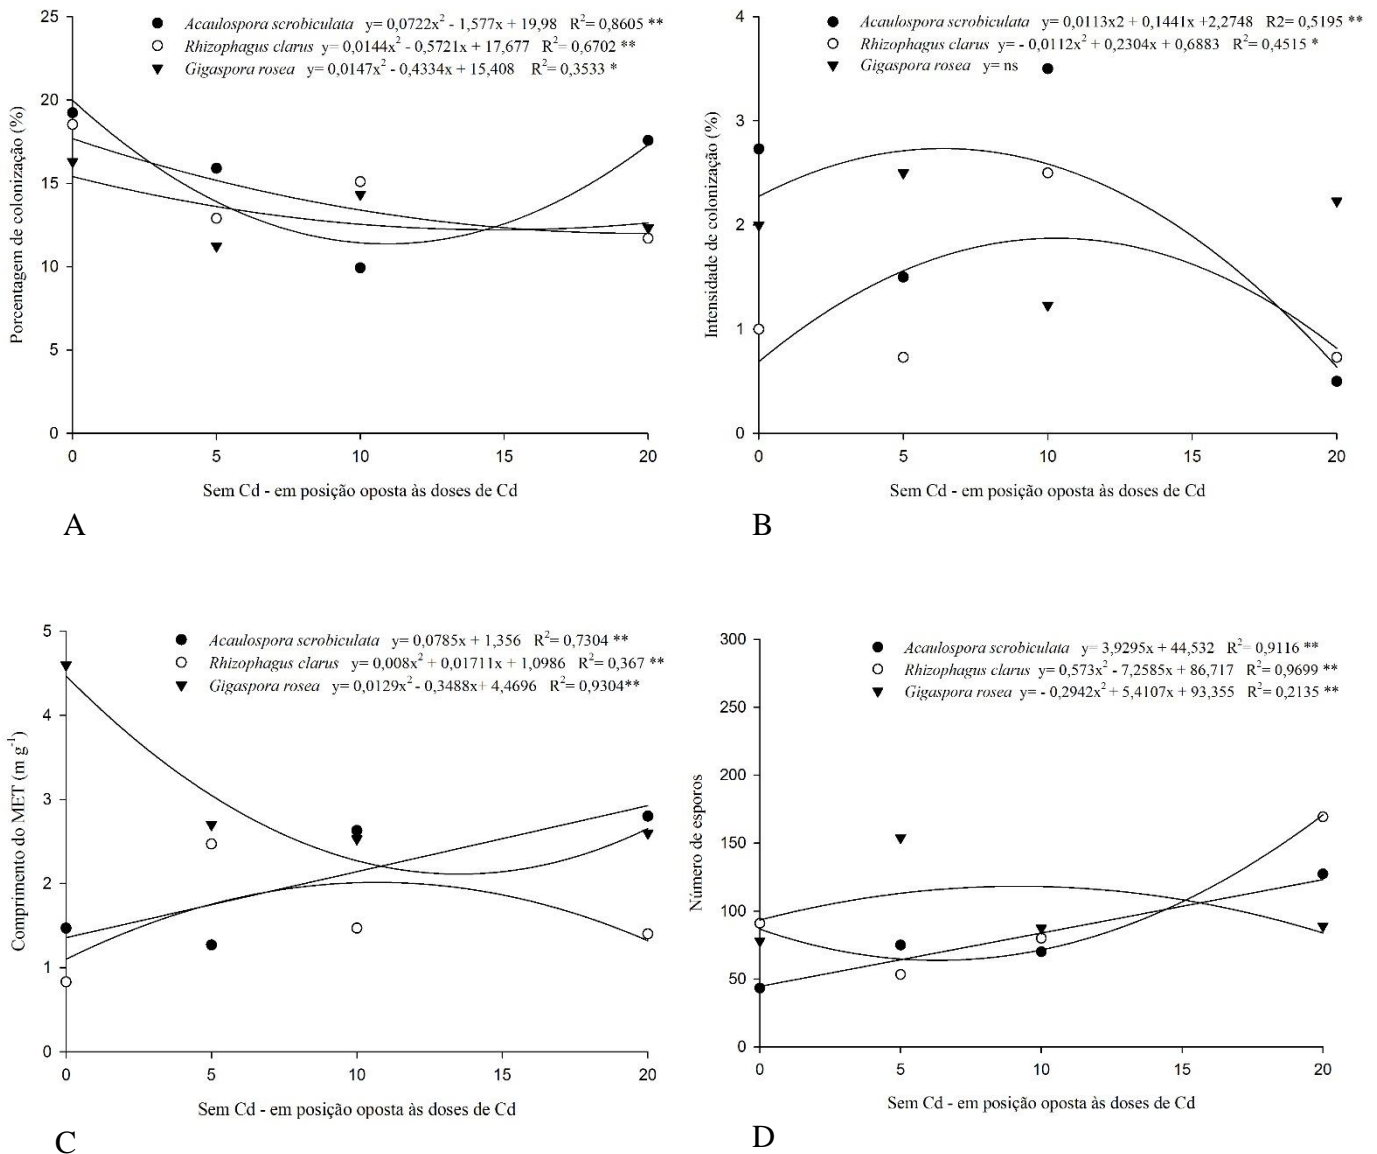 25
20
15
10
5
0
0 5 10 15 20
Porcentagem de colonização (%)
Acaulospora scrobiculata y= 0,0722x² - 1,577x + 19,98 R²= 0,8605 **
Rhizophagus clarus y= 0,0144x² - 0,5721x + 17,677 R²= 0,6702 **
Gigaspora rosea y= 0,0147x² - 0,4334x + 15,408 R²= 0,3533 *
Sem Cd - em posição oposta às doses de Cd
A
4
3
2
1
0
0 5 10 15 20
Intensidade de colonização (%)
Acaulospora scrobiculata y= 0,0113x2 + 0,1441x +2,2748 R2= 0,5195 **
Rhizophagus clarus y= - 0,0112x² + 0,2304x + 0,6883 R²= 0,4515 *
Gigaspora rosea y= ns
Sem Cd - em posição oposta às doses de Cd
B
5
4
3
2
1
0
0 5 10 15 20
Comprimento do MET (m g⁻¹)
Acaulospora scrobiculata y= 0,0785x + 1,356 R²= 0,7304 **
Rhizophagus clarus y= 0,008x² + 0,01711x + 1,0986 R²= 0,367 **
Gigaspora rosea y= 0,0129x² - 0,3488x+ 4,4696 R²= 0,9304**
Sem Cd - em posição oposta às doses de Cd
C
300
250
200
150
100
50
0
0 5 10 15 20
Número de esporos
Acaulospora scrobiculata y= 3,9295x + 44,532 R²= 0,9116 **
Rhizophagus clarus y= 0,573x² - 7,2585x + 86,717 R²= 0,9699 **
Gigaspora rosea y= - 0,2942x² + 5,4107x + 93,355 R²= 0,2135 **
Sem Cd - em posição oposta às doses de Cd
D